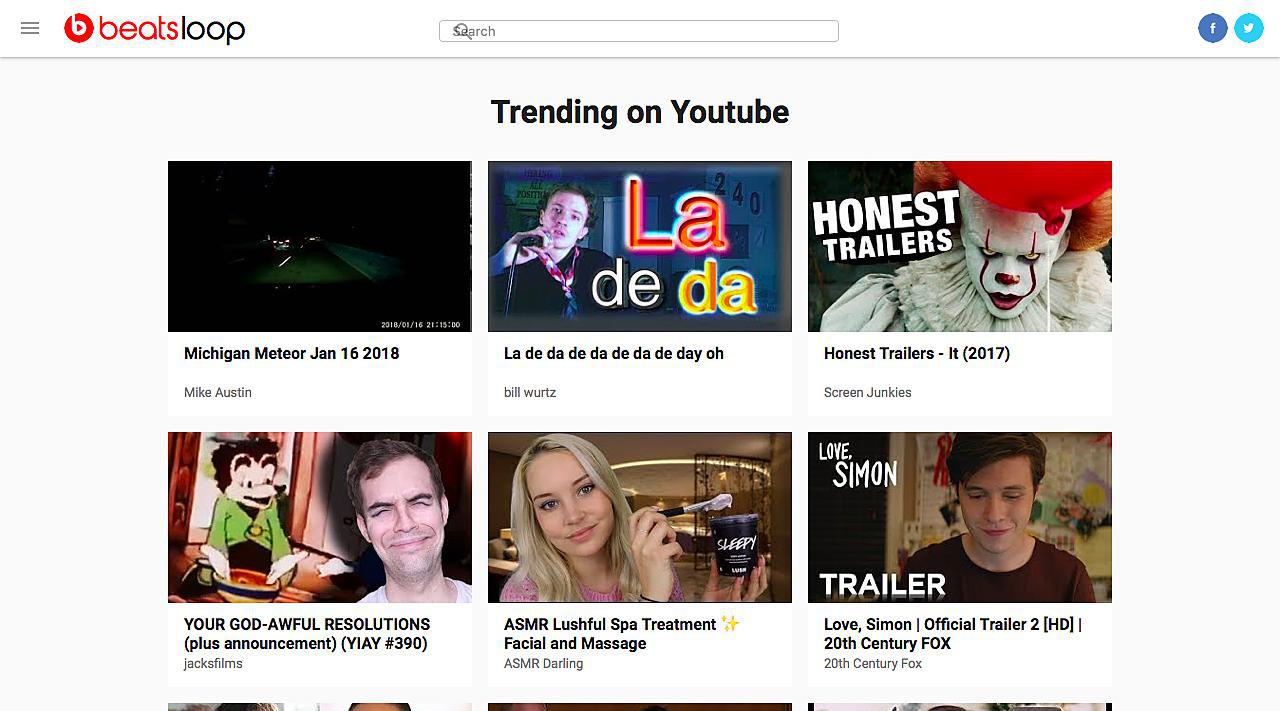 beatsloop
Search
Trending on Youtube
HIRING
ALL
POSITIONS
240
La
de da
HONEST
TRAILERS
2018/01/16 21:15:00
Michigan Meteor Jan 16 2018
La de da de da de da de day oh
Honest Trailers - It (2017)
Mike Austin
bill wurtz
Screen Junkies
LOVE,
SIMON
SLEEPY
LUSH
TRAILER
YOUR GOD-AWFUL RESOLUTIONS
(plus announcement) (YIAY #390)
jacksfilms
ASMR Lushful Spa Treatment ✨
Facial and Massage
ASMR Darling
Love, Simon | Official Trailer 2 [HD] |
20th Century FOX
20th Century Fox